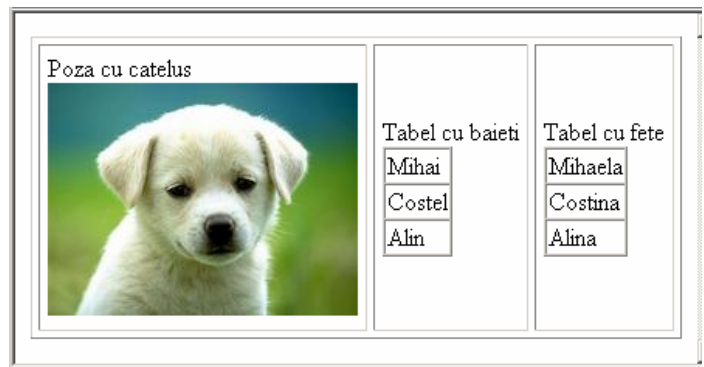 Poza cu catelus
Tabel cu baieti
Mihai
Costel
Alin
Tabel cu fete
Mihaela
Costina
Alina